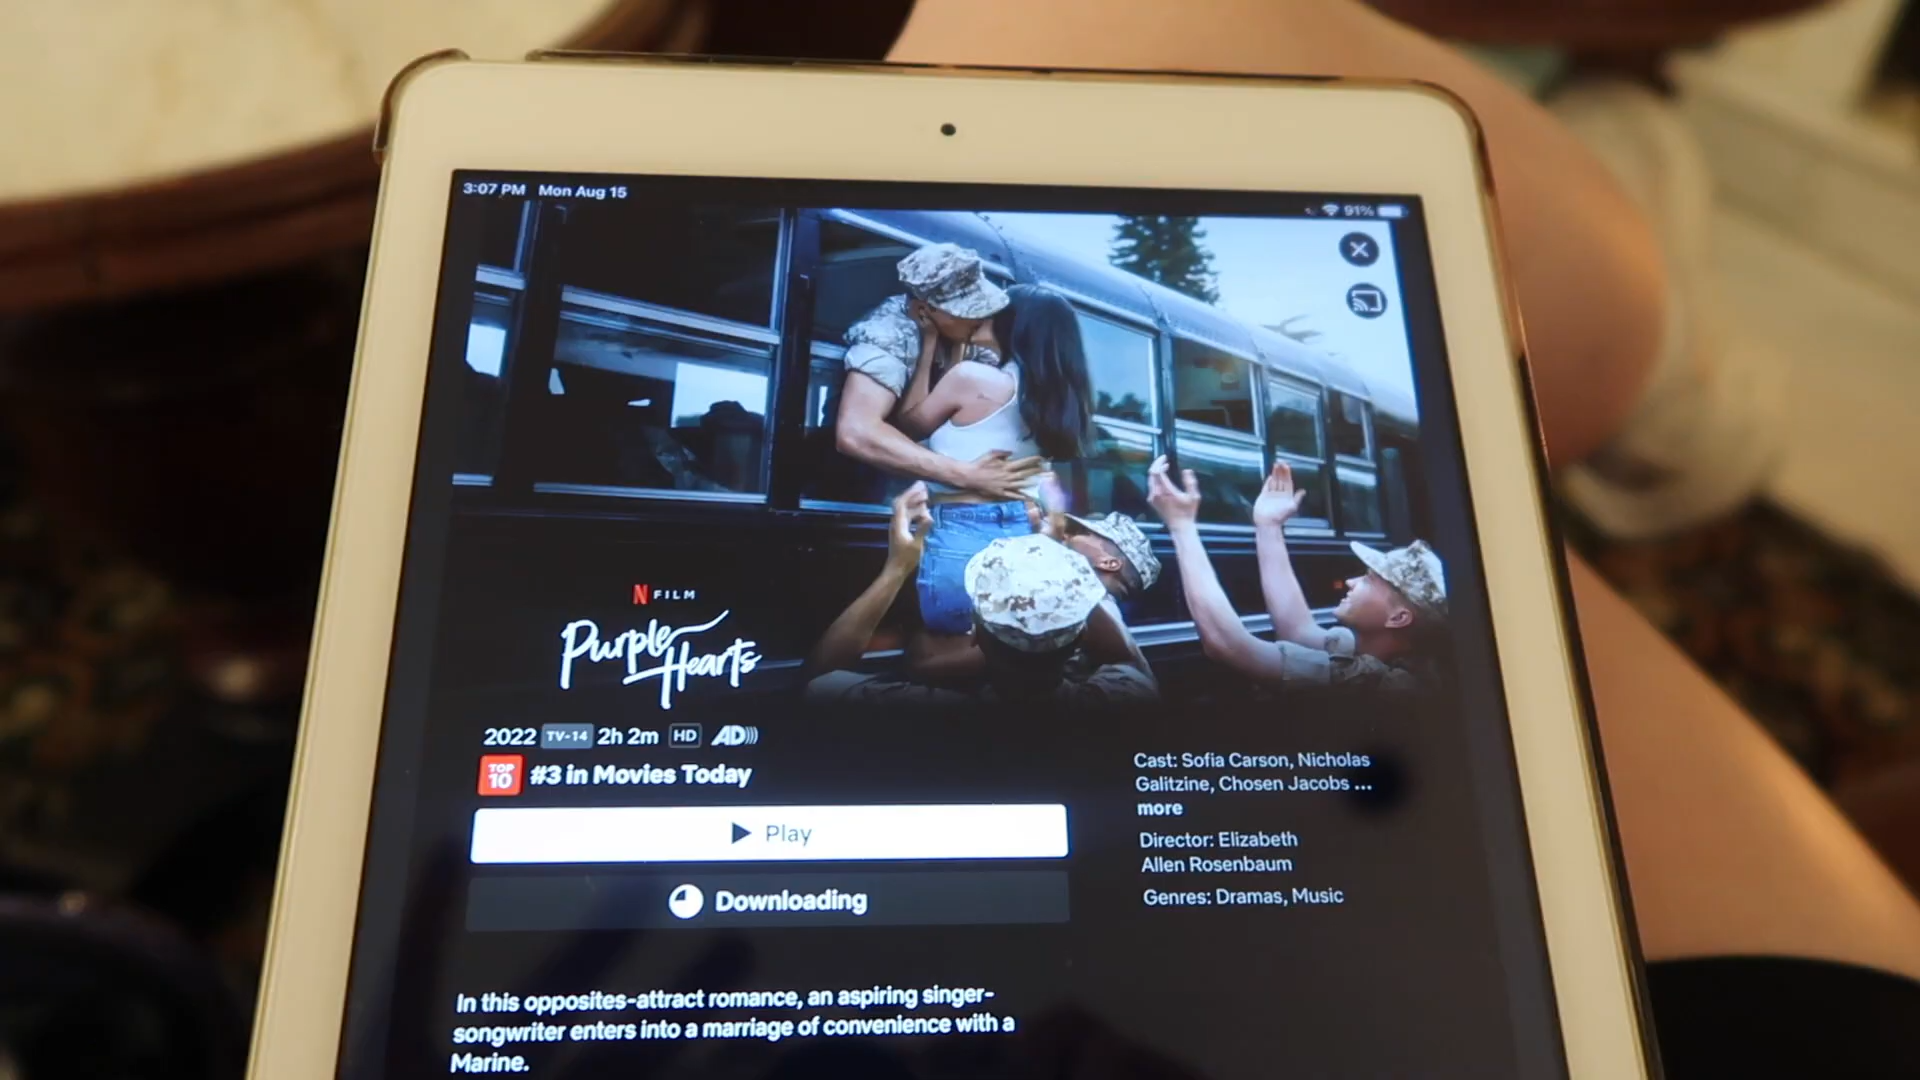 3:07 PM Mon Aug 15
91%
N FILM
Purple
Hearts
2022 TV-14 2h 2m HD AD)))
TOP
10 #3 in Movies Today
Play
Downloading
In this opposites-attract romance, an aspiring singer-
songwriter enters into a marriage of convenience with a
Marine.
Cast: Sofia Carson, Nicholas
Galitzine, Chosen Jacobs ...
more
Director: Elizabeth
Allen Rosenbaum
Genres: Dramas, Music